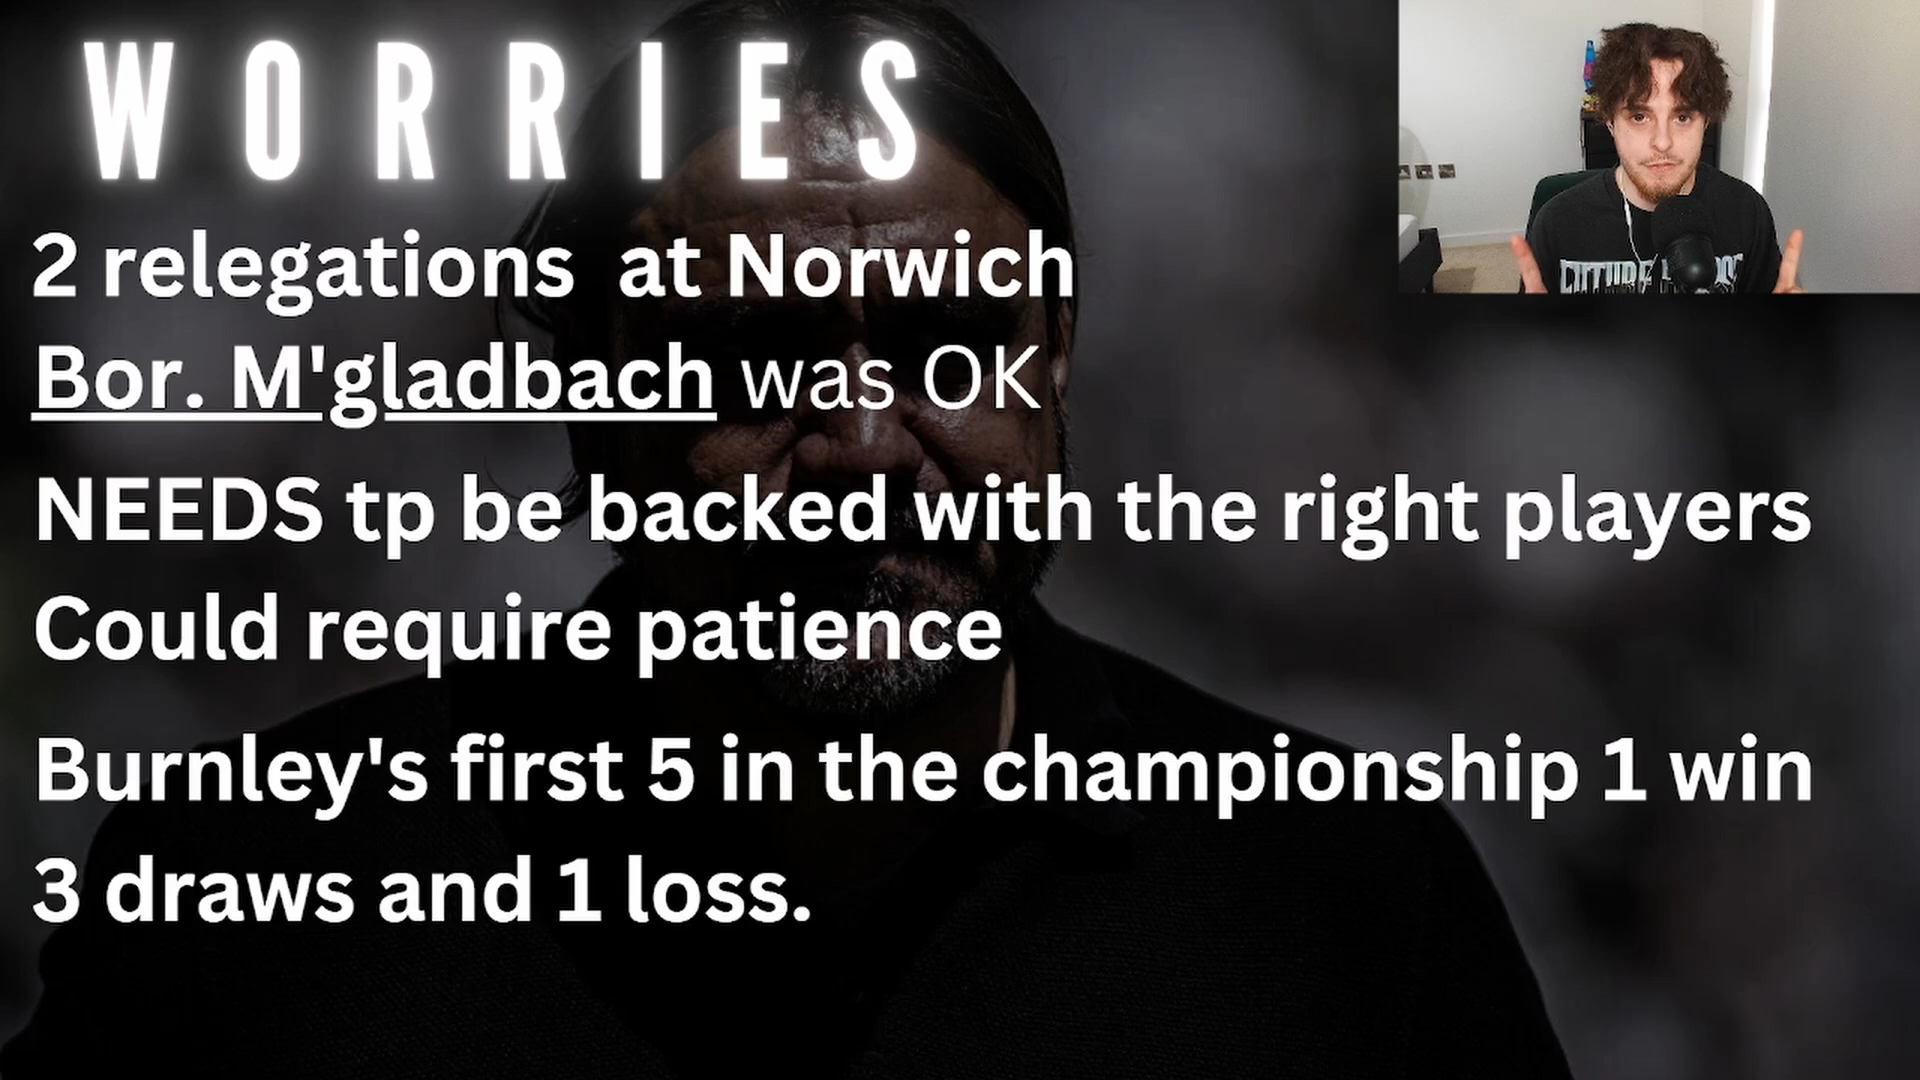 WORRIES
2 relegations at Norwich
Bor. M'gladbach was OK
NEEDS tp be backed with the right players
Could require patience
Burnley's first 5 in the championship 1 win
3 draws and 1 loss.